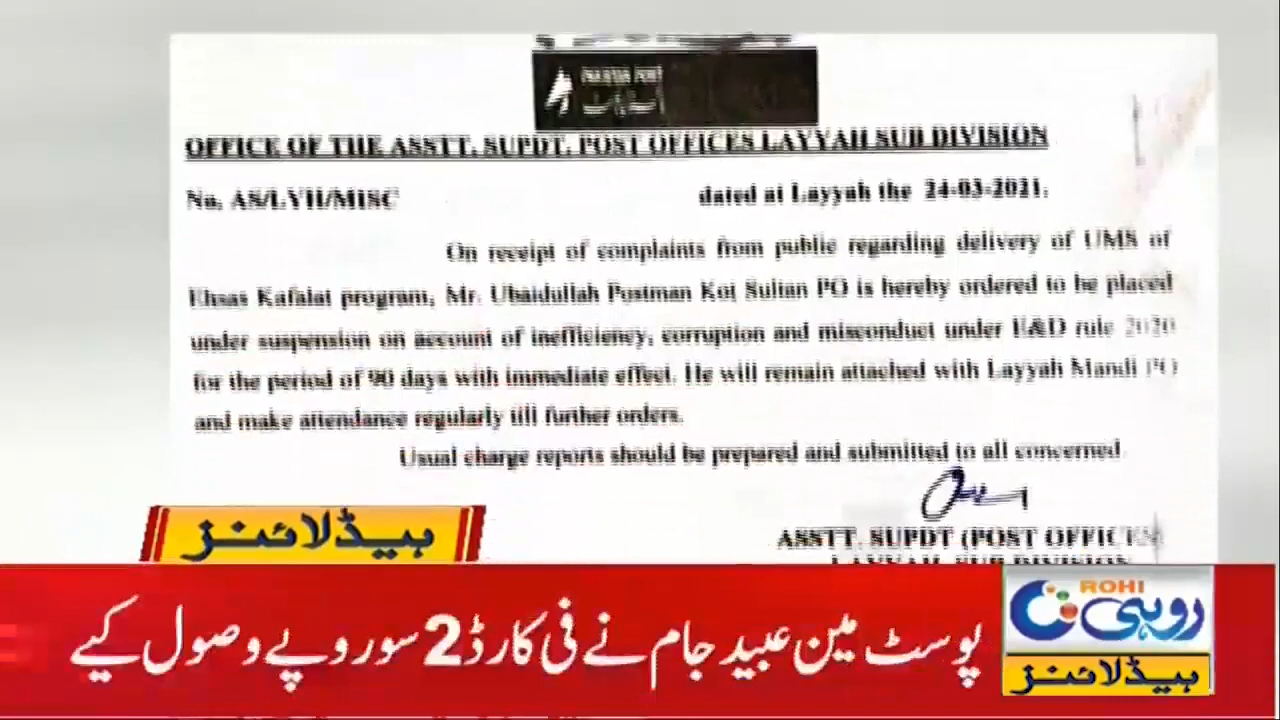 OFFICE OF THE ASSTT. SUPDT. POST OFFICES LAYYAH SUB DIVISION
No. AS/LYH/MISC dated at Layyah the 24-03-2021.
On receipt of complaints from public regarding delivery of UMS of
Ehsas Kafalat program, Mr. Ubaidullah Postman Kot Sultan PO is hereby ordered to be placed
under suspension on account of inefficiency, corruption and misconduct under E&D rule 2020
for the period of 90 days with immediate effect. He will remain attached with Layyah Mandi PO
and make attendance regularly till further orders.
Usual charge reports should be prepared and submitted to all concerned.
ASSTT. SUPDT (POST OFFICES)
LAYYAH SUB DIVISION
ہیڈلائنز
پوسٹ مین عبید جام نے فی کارڈ 2 سو روپے وصول کیے
ROHI
روہی
ہیڈلائنز